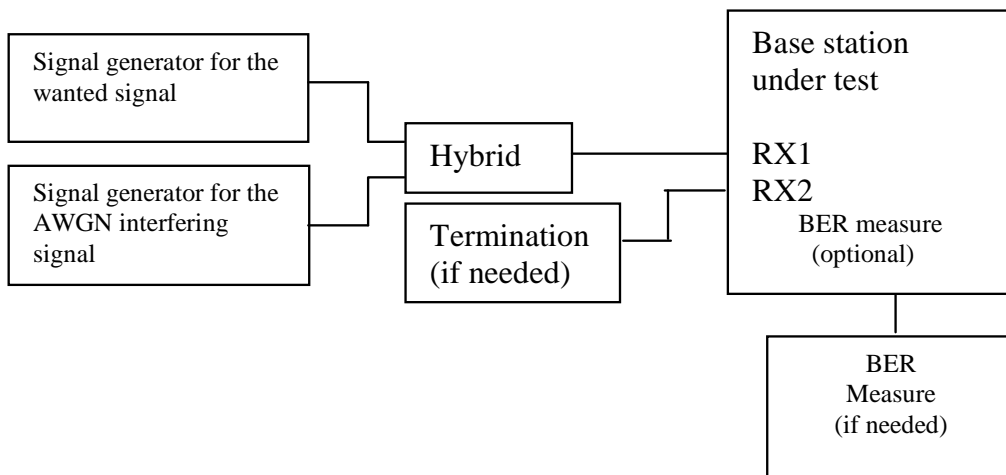 Signal generator for the
wanted signal
Signal generator for the
AWGN interfering
signal
Hybrid
Termination
(if needed)
Base station
under test
RX1
RX2
BER measure
(optional)
BER
Measure
(if needed)